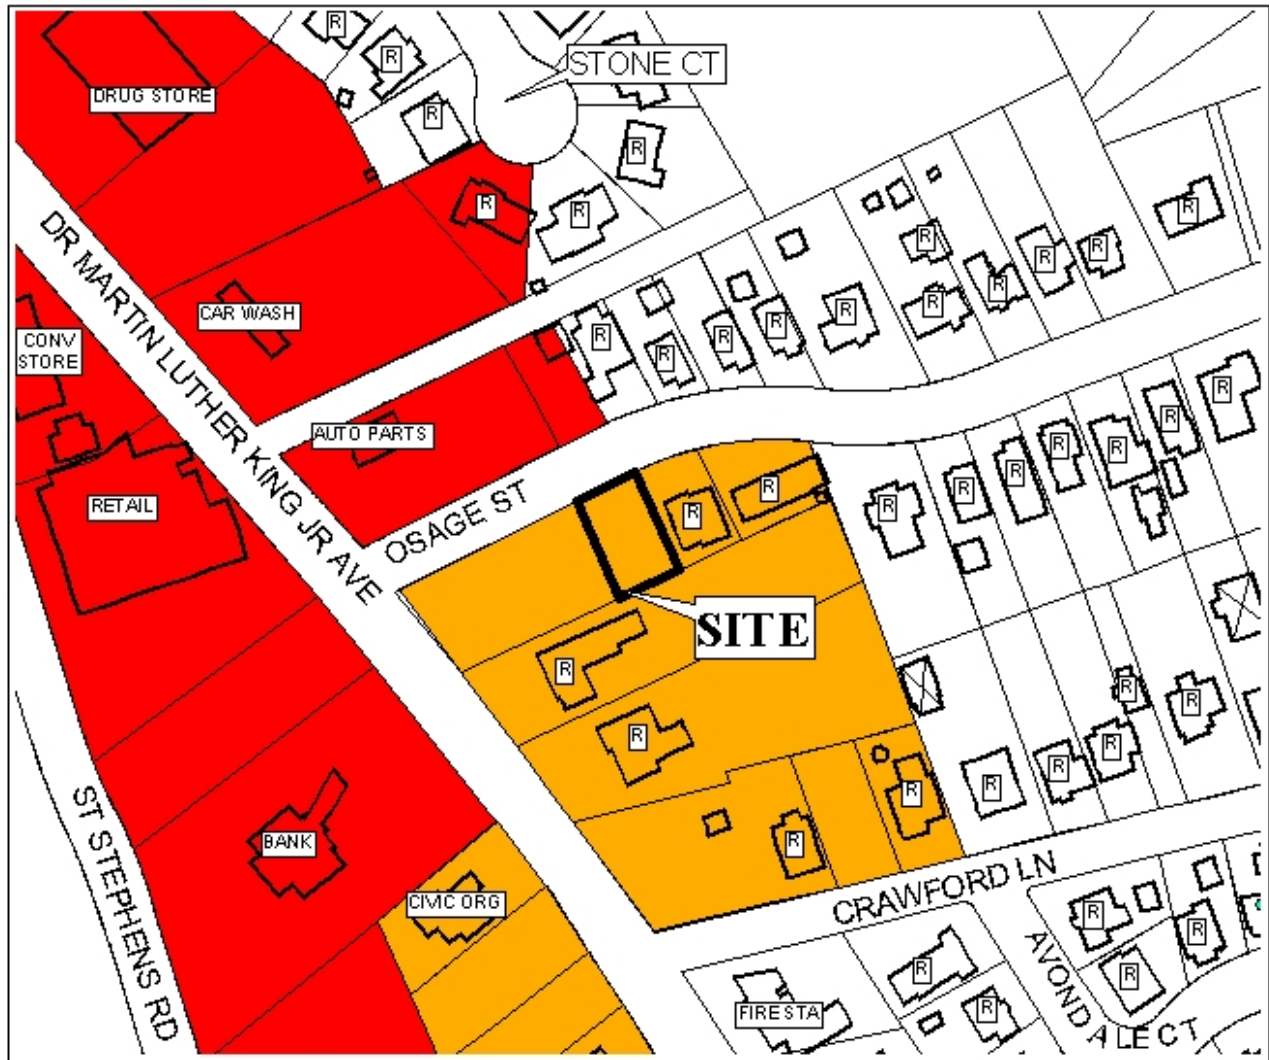 R
R
STONE CT
DRUG STORE
R
R
R
R
DR MARTIN LUTHER KING JR AVE
R
R
R
R
CAR WASH
R
R
R
R
R
R
CONV
STORE
R
R
AUTO PARTS
R
R
R
R
R
R
R
RETAIL
OSAGE ST
R
R
SITE
R
R
R
R
R
R
R
R
ST STEPHENS RD
BANK
R
CIVIC ORG
CRAWFORD LN
R
R
AVONDALE CT
R
R
R
FIRE STA